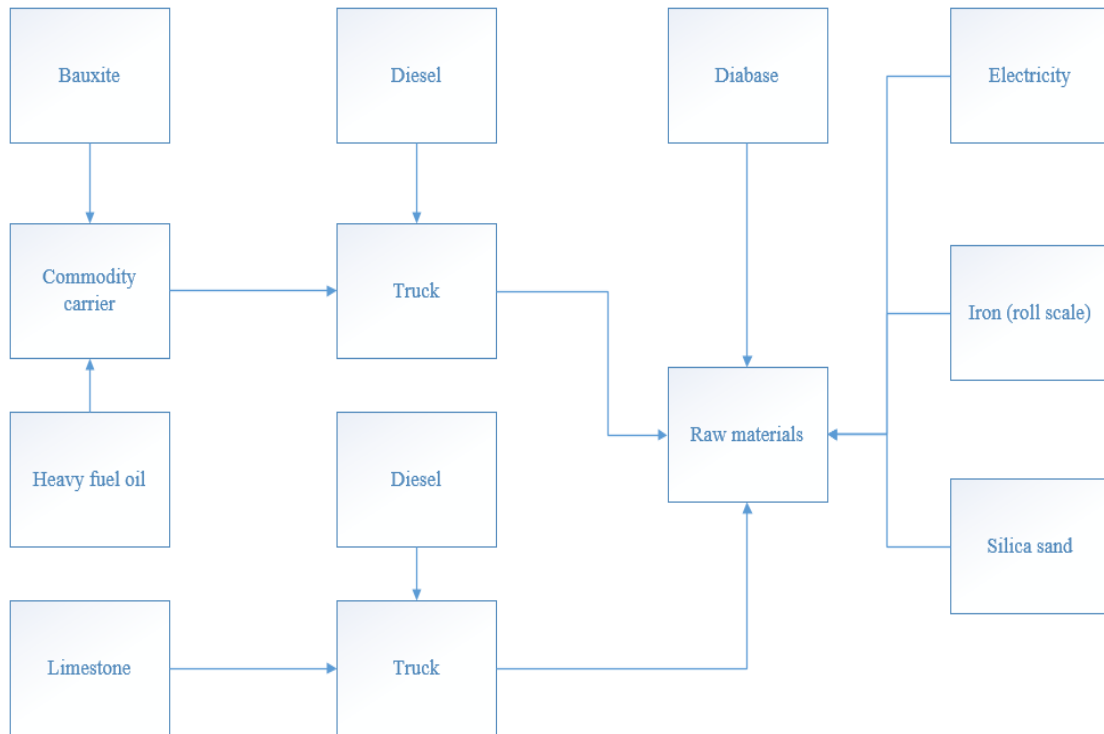 Bauxite
Diesel
Diabase
Electricity
Commodity
carrier
Truck
Iron (roll scale)
Raw materials
Heavy fuel oil
Diesel
Silica sand
Limestone
Truck